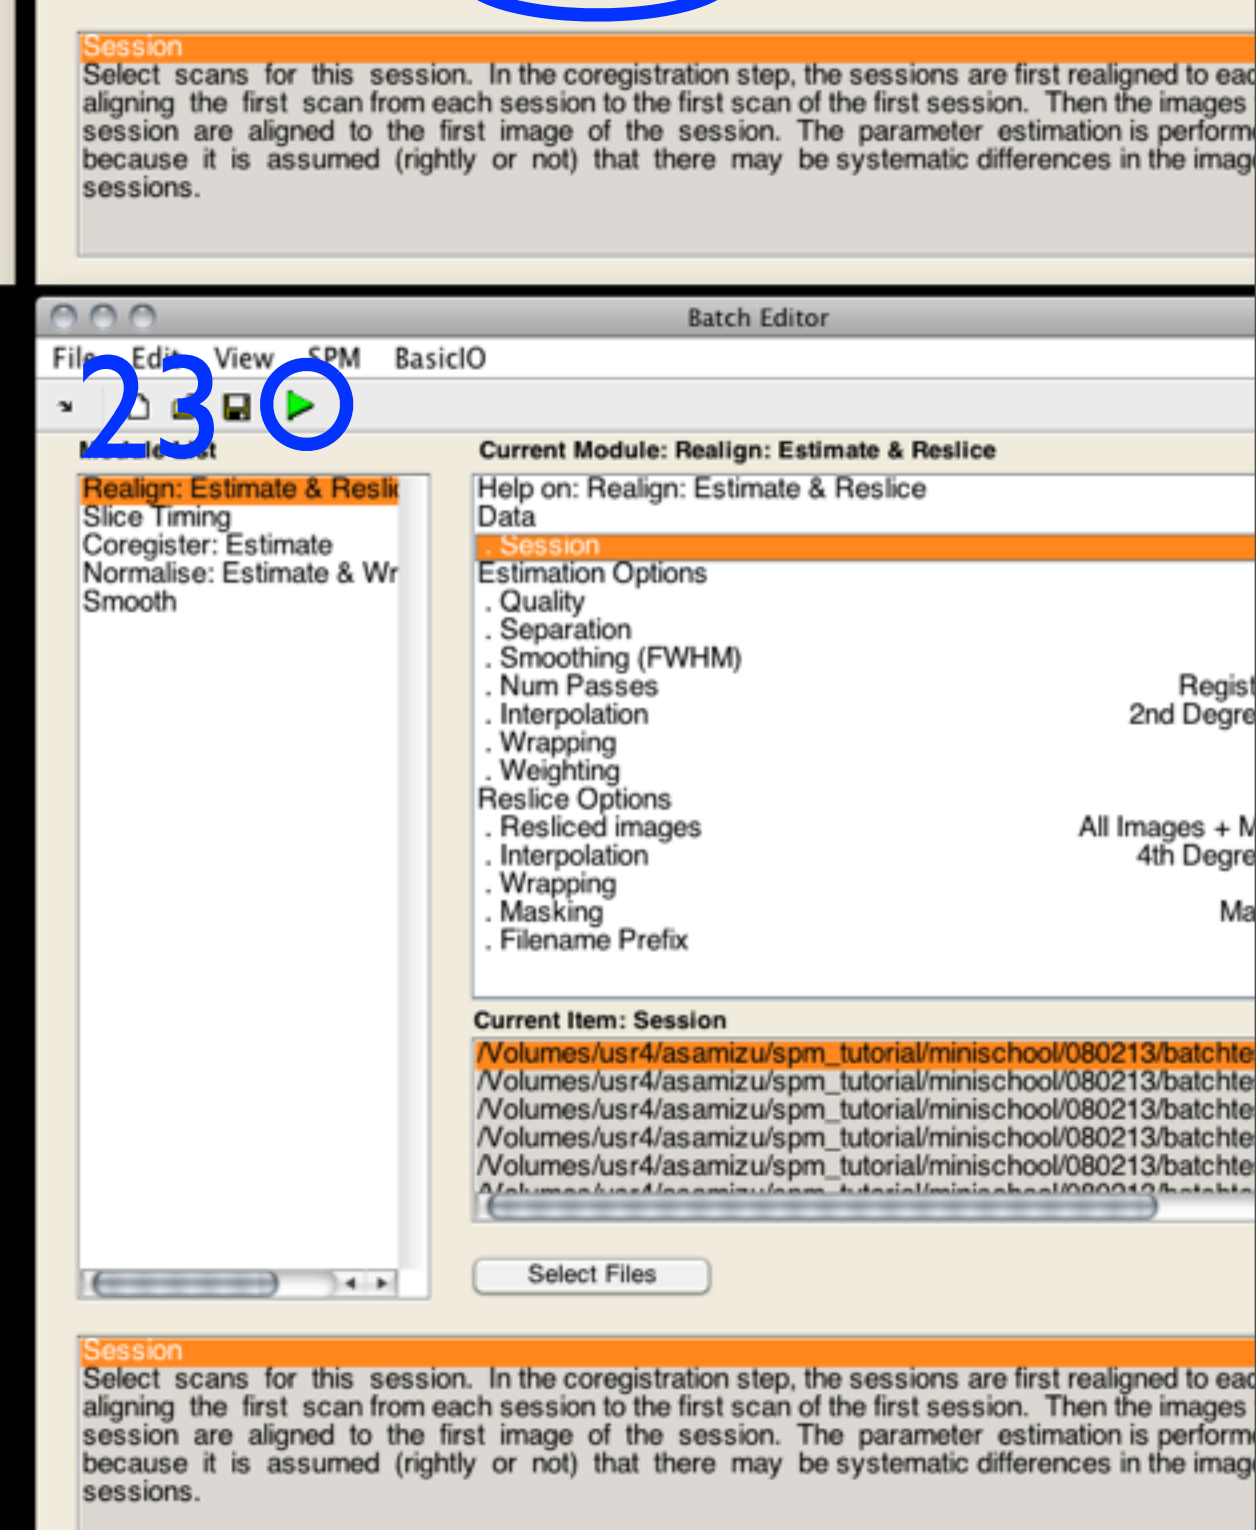 Session
Select scans for this session. In the coregistration step, the sessions are first realigned to eac
aligning the first scan from each session to the first scan of the first session. Then the images
session are aligned to the first image of the session. The parameter estimation is perform
because it is assumed (rightly or not) that there may be systematic differences in the imag
sessions.
Batch Editor
File Edit View SPM BasicIO
23
Module List
Current Module: Realign: Estimate & Reslice
Realign: Estimate & Reslic
Slice Timing
Coregister: Estimate
Normalise: Estimate & Wr
Smooth
Help on: Realign: Estimate & Reslice
Data
. Session
Estimation Options
. Quality
. Separation
. Smoothing (FWHM)
. Num Passes Regist
. Interpolation 2nd Degre
. Wrapping
. Weighting
Reslice Options
. Resliced images All Images + M
. Interpolation 4th Degre
. Wrapping
. Masking Ma
. Filename Prefix
Current Item: Session
/Volumes/usr4/asamizu/spm_tutorial/minischool/080213/batchte
/Volumes/usr4/asamizu/spm_tutorial/minischool/080213/batchte
/Volumes/usr4/asamizu/spm_tutorial/minischool/080213/batchte
/Volumes/usr4/asamizu/spm_tutorial/minischool/080213/batchte
/Volumes/usr4/asamizu/spm_tutorial/minischool/080213/batchte
Select Files
Session
Select scans for this session. In the coregistration step, the sessions are first realigned to eac
aligning the first scan from each session to the first scan of the first session. Then the images
session are aligned to the first image of the session. The parameter estimation is perform
because it is assumed (rightly or not) that there may be systematic differences in the imag
sessions.